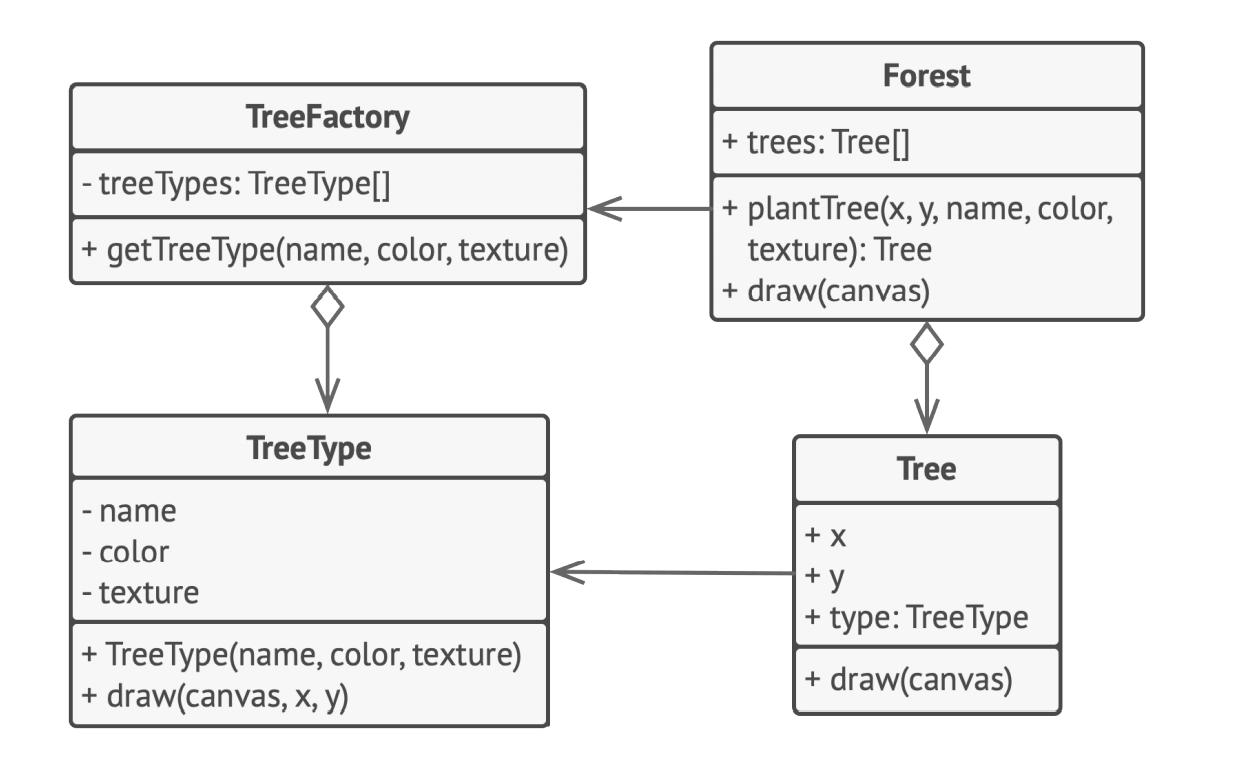 TreeFactory
- treeTypes: TreeType[]
+ getTreeType(name, color, texture)
Forest
+ trees: Tree[]
+ plantTree(x, y, name, color,
texture): Tree
+ draw(canvas)
TreeType
- name
- color
- texture
+ TreeType(name, color, texture)
+ draw(canvas, x, y)
Tree
+ x
+ y
+ type: TreeType
+ draw(canvas)